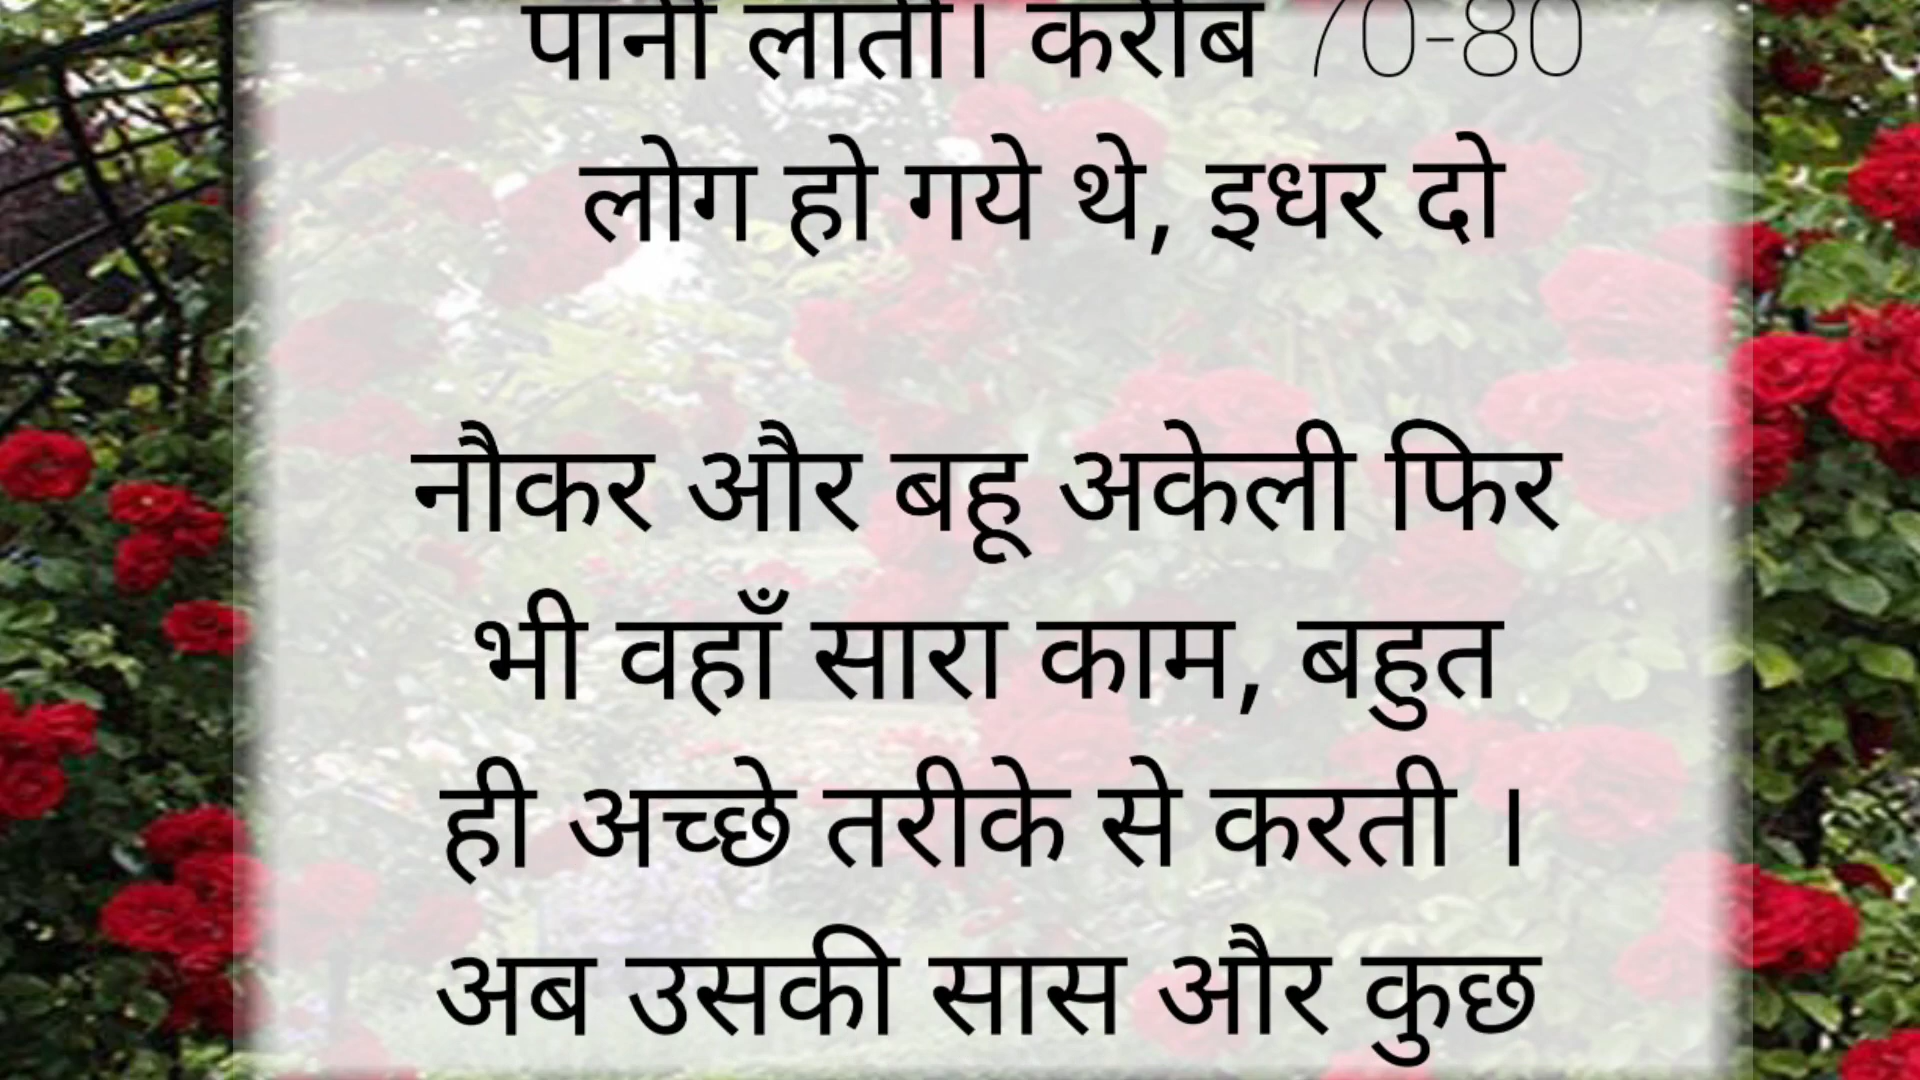 पानी लाती। करीब 70-80
लोग हो गये थे, इधर दो
नौकर और बहू अकेली फिर
भी वहाँ सारा काम, बहुत
ही अच्छे तरीके से करती ।
अब उसकी सास और कुछ